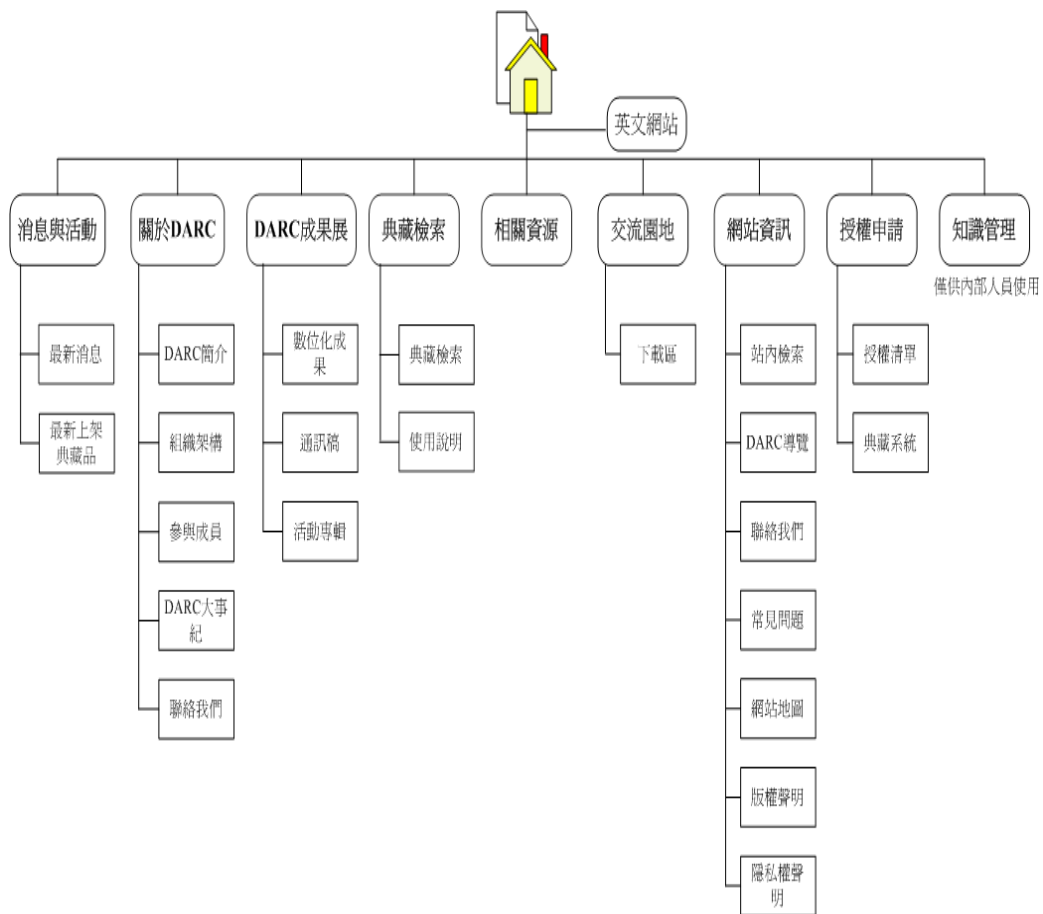 英文網站
消息與活動
關於DARC
DARC成果展
典藏檢索
相關資源
交流園地
網站資訊
授權申請
知識管理
僅供內部人員使用
最新消息
最新上架
典藏品
DARC簡介
組織架構
參與成員
DARC大事
紀
聯絡我們
數位化成
果
通訊稿
活動專輯
典藏檢索
使用說明
下載區
站內檢索
DARC導覽
聯絡我們
常見問題
網站地圖
版權聲明
隱私權聲
明
授權清單
典藏系統